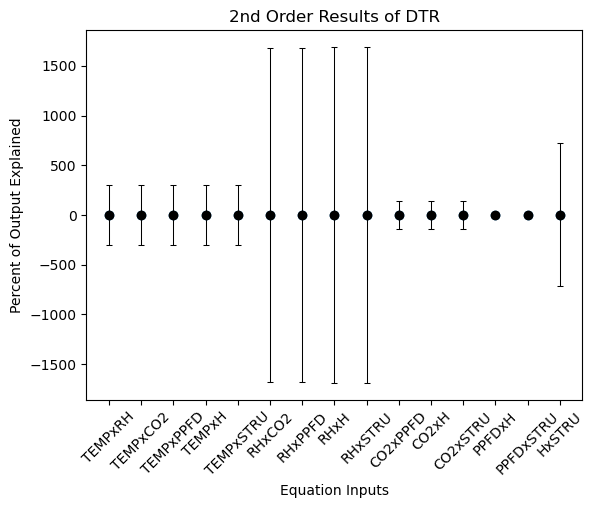 2nd Order Results of DTR
Percent of Output Explained
1500
1000
500
0
−500
−1000
−1500
TEMPxRH
TEMPxCO2
TEMPxPPFD
TEMPxH
TEMPxSTRU
RHxCO2
RHxPPFD
RHxH
RHxSTRU
CO2xPPFD
CO2xH
CO2xSTRU
PPFDxH
PPFDxSTRU
HxSTRU
Equation Inputs